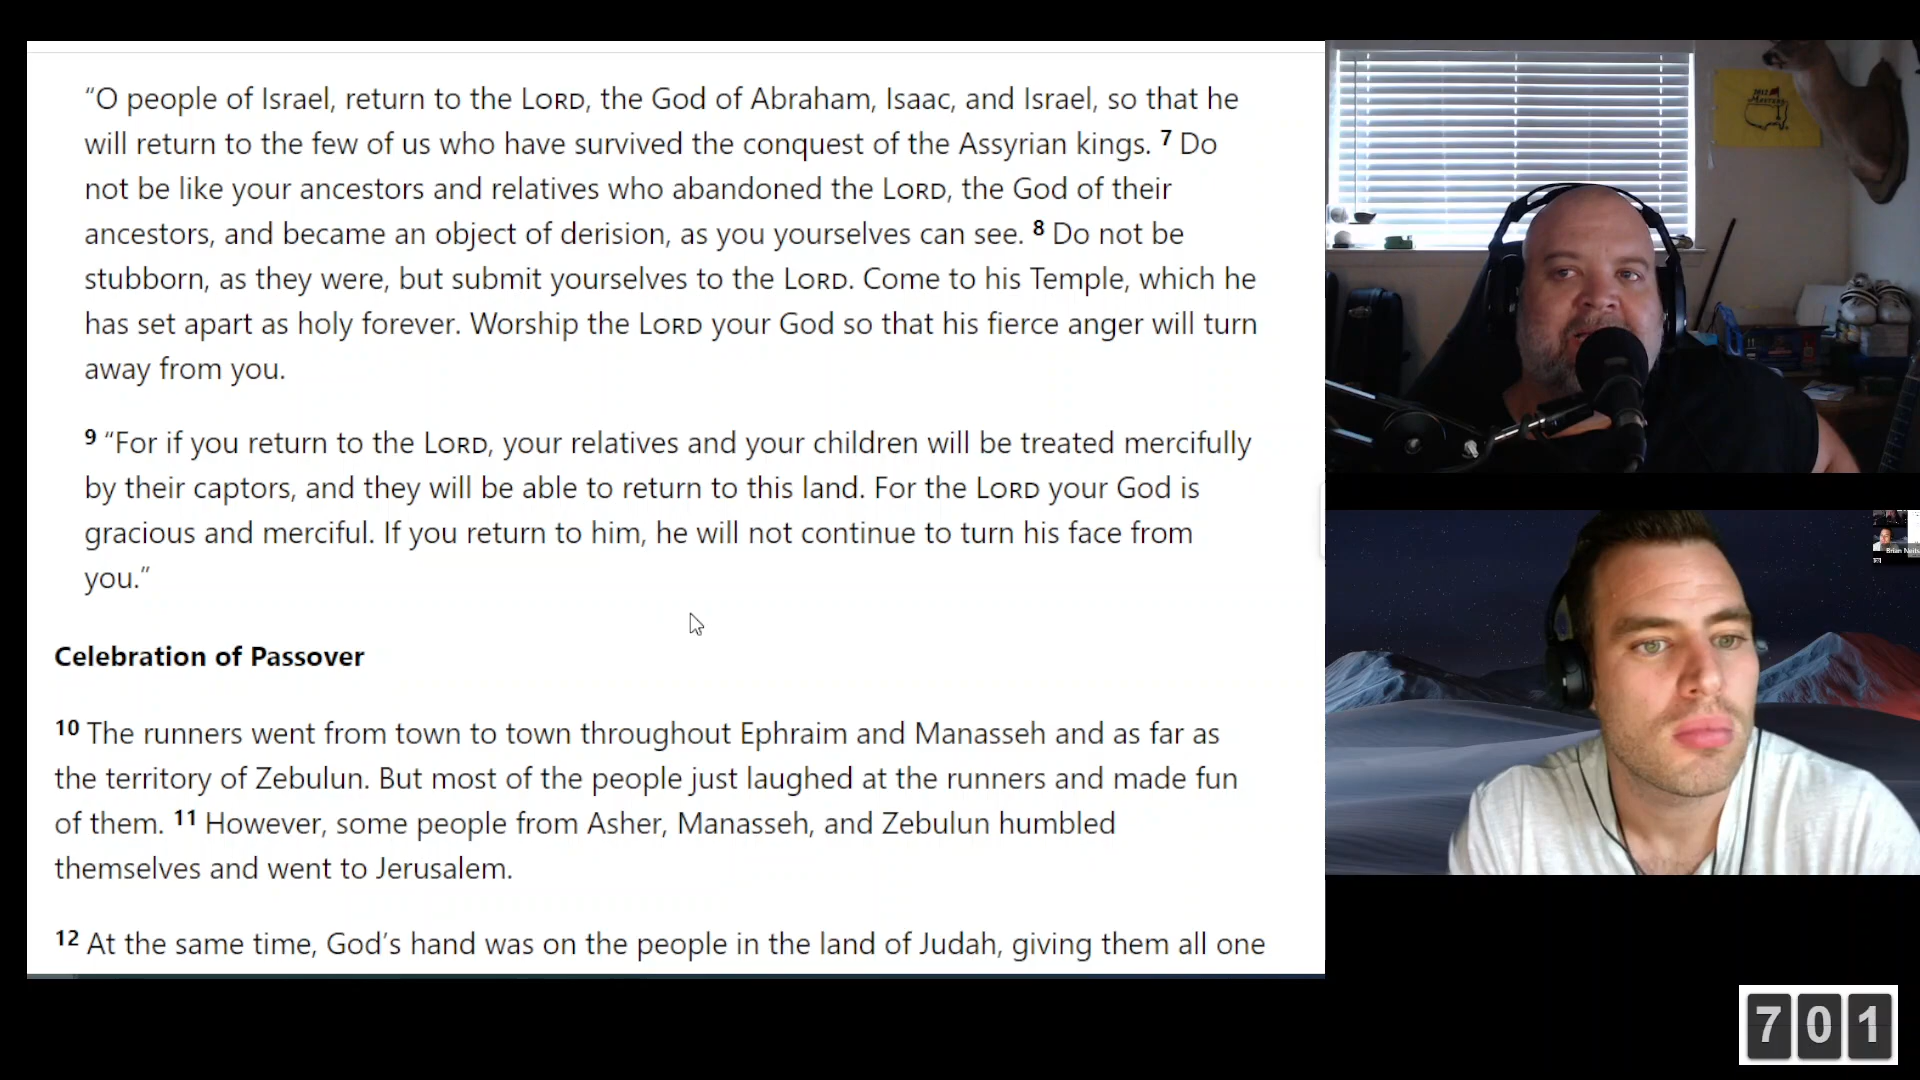 “O people of Israel, return to the LORD, the God of Abraham, Isaac, and Israel, so that he
will return to the few of us who have survived the conquest of the Assyrian kings. 7 Do
not be like your ancestors and relatives who abandoned the LORD, the God of their
ancestors, and became an object of derision, as you yourselves can see. 8 Do not be
stubborn, as they were, but submit yourselves to the LORD. Come to his Temple, which he
has set apart as holy forever. Worship the LORD your God so that his fierce anger will turn
away from you.
9 “For if you return to the LORD, your relatives and your children will be treated mercifully
by their captors, and they will be able to return to this land. For the LORD your God is
gracious and merciful. If you return to him, he will not continue to turn his face from
you.”
Celebration of Passover
10 The runners went from town to town throughout Ephraim and Manasseh and as far as
the territory of Zebulun. But most of the people just laughed at the runners and made fun
of them. 11 However, some people from Asher, Manasseh, and Zebulun humbled
themselves and went to Jerusalem.
12 At the same time, God’s hand was on the people in the land of Judah, giving them all one
Masters
Brian
701